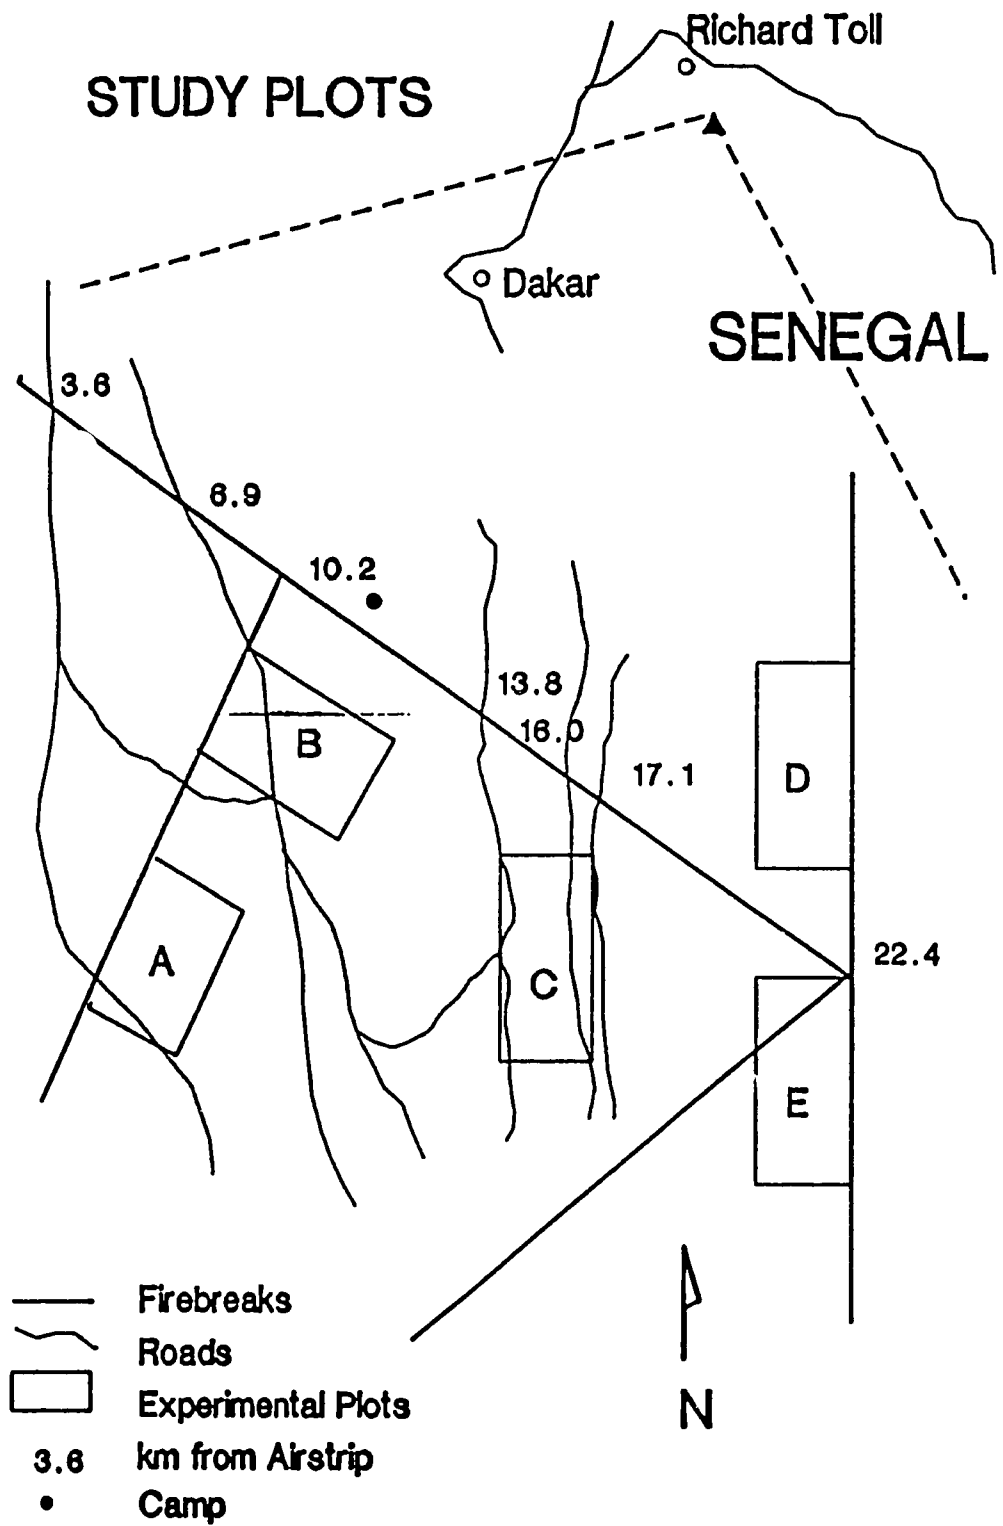 Richard Toll
STUDY PLOTS
Dakar
SENEGAL
3.6
6.9
10.2
13.8
16.0
17.1
B
D
22.4
A
C
E
Firebreaks
Roads
N
Experimental Plots
3.6 km from Airstrip
Camp